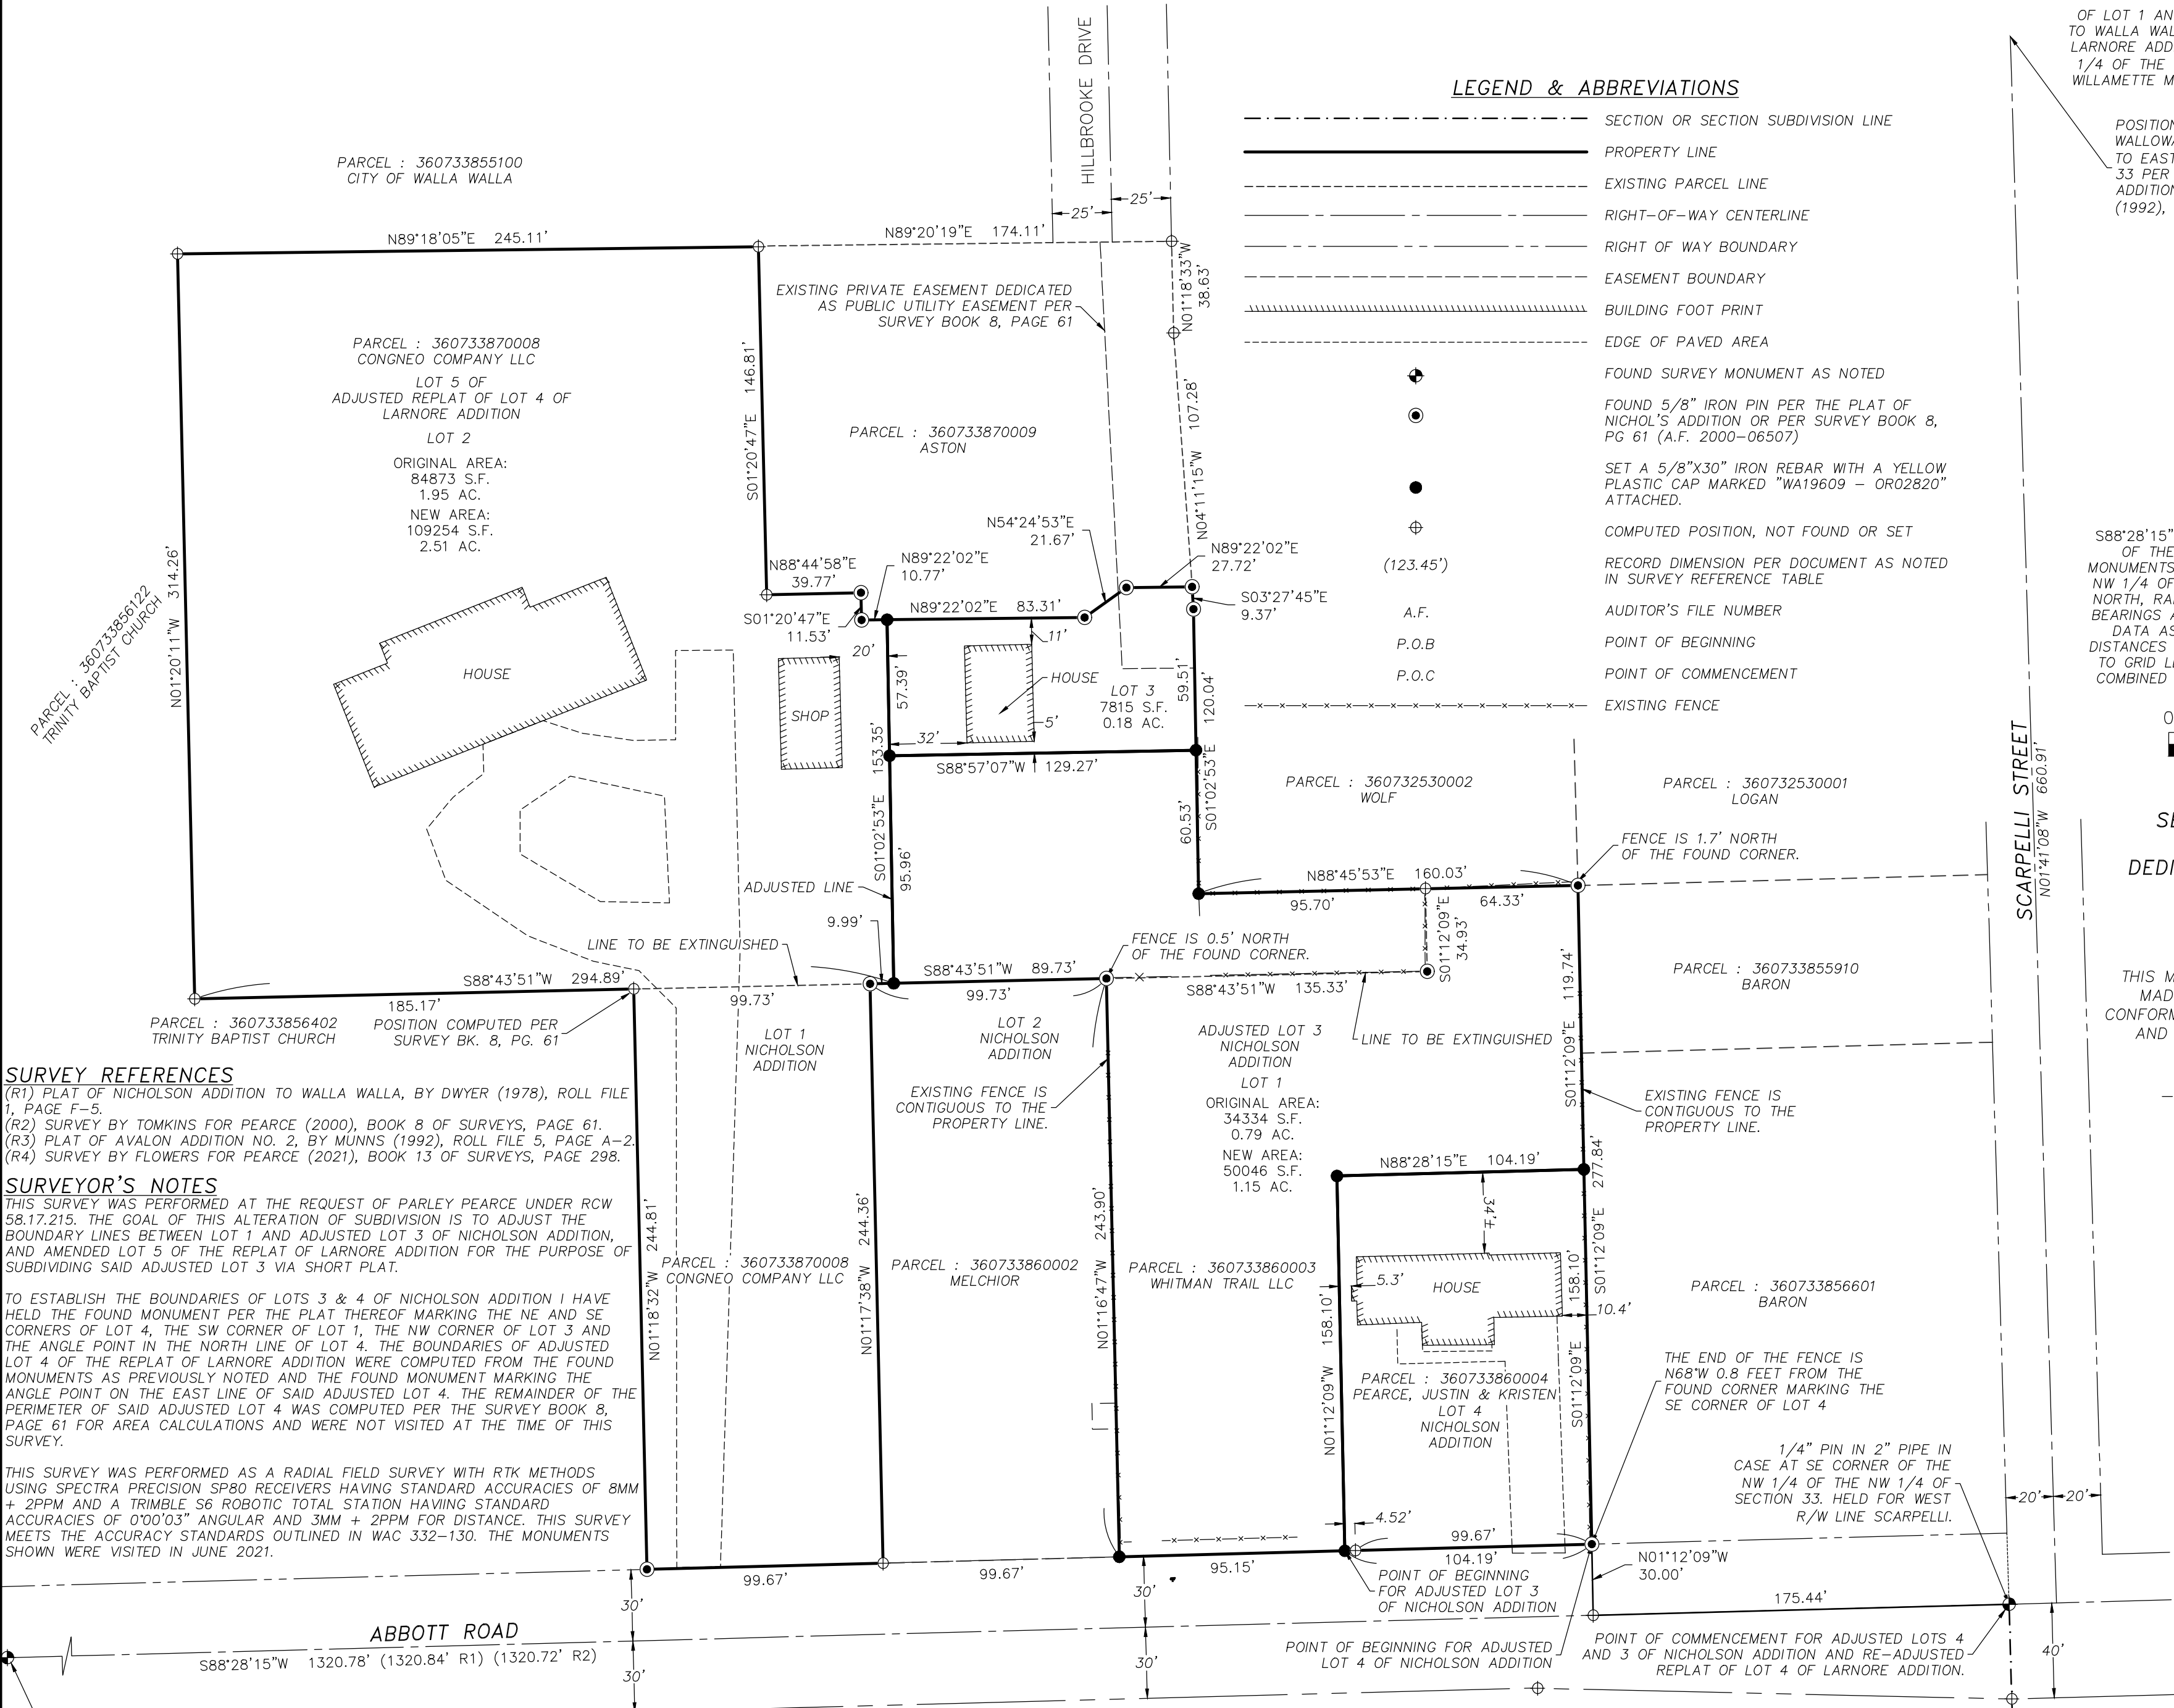 OF LOT 1 AN
TO WALLA WAL
LARNORE ADD
1/4 OF THE
WILLAMETTE M
POSITION
WALLOWA
TO EAST
33 PER
ADDITION
(1992),
HILLBROOKE DRIVE
25'
25'
PARCEL : 360733855100
CITY OF WALLA WALLA
N89°18'05"E 245.11'
N89°20'19"E 174.11'
N01°18'33"W
38.63'
EXISTING PRIVATE EASEMENT DEDICATED
AS PUBLIC UTILITY EASEMENT PER
SURVEY BOOK 8, PAGE 61
LEGEND & ABBREVIATIONS
SECTION OR SECTION SUBDIVISION LINE
PROPERTY LINE
EXISTING PARCEL LINE
RIGHT-OF-WAY CENTERLINE
RIGHT OF WAY BOUNDARY
EASEMENT BOUNDARY
BUILDING FOOT PRINT
EDGE OF PAVED AREA
FOUND SURVEY MONUMENT AS NOTED
FOUND 5/8" IRON PIN PER THE PLAT OF
NICHOL'S ADDITION OR PER SURVEY BOOK 8,
PG 61 (A.F. 2000-06507)
SET A 5/8"X30" IRON REBAR WITH A YELLOW
PLASTIC CAP MARKED "WA19609 - OR02820"
ATTACHED.
COMPUTED POSITION, NOT FOUND OR SET
(123.45')
RECORD DIMENSION PER DOCUMENT AS NOTED
IN SURVEY REFERENCE TABLE
A.F.
AUDITOR'S FILE NUMBER
P.O.B
POINT OF BEGINNING
P.O.C
POINT OF COMMENCEMENT
EXISTING FENCE
PARCEL : 360733870008
CONGNEO COMPANY LLC
LOT 5 OF
ADJUSTED REPLAT OF LOT 4 OF
LARNORE ADDITION
LOT 2
ORIGINAL AREA:
84873 S.F.
1.95 AC.
NEW AREA:
109254 S.F.
2.51 AC.
S01°20'47"E 146.81'
PARCEL : 360733870009
ASTON
N04°11'15"W 107.28'
N01°20'11"W 314.26'
PARCEL : 360733856122
TRINITY BAPTIST CHURCH
N88°44'58"E
39.77'
N89°22'02"E
10.77'
N54°24'53"E
21.67'
N89°22'02"E
27.72'
S03°27'45"E
9.37'
S01°20'47"E
11.53'
N89°22'02"E 83.31'
11'
20'
HOUSE
SHOP
HOUSE
57.39'
32'
5'
LOT 3
7815 S.F.
0.18 AC.
59.51'
120.04'
153.35'
S88°57'07"W 129.27'
S01°02'53"E
95.96'
S01°02'53"E
60.53'
ADJUSTED LINE
9.99'
LINE TO BE EXTINGUISHED
PARCEL : 360732530002
WOLF
PARCEL : 360732530001
LOGAN
FENCE IS 1.7' NORTH
OF THE FOUND CORNER.
N88°45'53"E 160.03'
95.70'
64.33'
S01°12'09"E
34.93'
SCARPELLI STREET
N01°41'08"W 660.91'
S88°28'15"
OF THE
MONUMENTS
NW 1/4 OF
NORTH, RA
BEARINGS A
DATA AS
DISTANCES
TO GRID L
COMBINED
0
SE
DEDI
THIS M
MAD
CONFORM
AND
FENCE IS 0.5' NORTH
OF THE FOUND CORNER.
S88°43'51"W 294.89'
185.17'
99.73'
S88°43'51"W 89.73'
99.73'
S88°43'51"W 135.33'
PARCEL : 360733856402
TRINITY BAPTIST CHURCH
POSITION COMPUTED PER
SURVEY BK. 8, PG. 61
LOT 1
NICHOLSON
ADDITION
LOT 2
NICHOLSON
ADDITION
ADJUSTED LOT 3
NICHOLSON
ADDITION
LOT 1
ORIGINAL AREA:
34334 S.F.
0.79 AC.
NEW AREA:
50046 S.F.
1.15 AC.
LINE TO BE EXTINGUISHED
S01°12'09"E 119.74'
PARCEL : 360733855910
BARON
EXISTING FENCE IS
CONTIGUOUS TO THE
PROPERTY LINE.
EXISTING FENCE IS
CONTIGUOUS TO THE
PROPERTY LINE.
SURVEY REFERENCES
(R1) PLAT OF NICHOLSON ADDITION TO WALLA WALLA, BY DWYER (1978), ROLL FILE
1, PAGE F-5.
(R2) SURVEY BY TOMKINS FOR PEARCE (2000), BOOK 8 OF SURVEYS, PAGE 61.
(R3) PLAT OF AVALON ADDITION NO. 2, BY MUNNS (1992), ROLL FILE 5, PAGE A-2.
(R4) SURVEY BY FLOWERS FOR PEARCE (2021), BOOK 13 OF SURVEYS, PAGE 298.
SURVEYOR'S NOTES
THIS SURVEY WAS PERFORMED AT THE REQUEST OF PARLEY PEARCE UNDER RCW
58.17.215. THE GOAL OF THIS ALTERATION OF SUBDIVISION IS TO ADJUST THE
BOUNDARY LINES BETWEEN LOT 1 AND ADJUSTED LOT 3 OF NICHOLSON ADDITION,
AND AMENDED LOT 5 OF THE REPLAT OF LARNORE ADDITION FOR THE PURPOSE OF
SUBDIVIDING SAID ADJUSTED LOT 3 VIA SHORT PLAT.
TO ESTABLISH THE BOUNDARIES OF LOTS 3 & 4 OF NICHOLSON ADDITION I HAVE
HELD THE FOUND MONUMENT PER THE PLAT THEREOF MARKING THE NE AND SE
CORNERS OF LOT 4, THE SW CORNER OF LOT 1, THE NW CORNER OF LOT 3 AND
THE ANGLE POINT IN THE NORTH LINE OF LOT 4. THE BOUNDARIES OF ADJUSTED
LOT 4 OF THE REPLAT OF LARNORE ADDITION WERE COMPUTED FROM THE FOUND
MONUMENTS AS PREVIOUSLY NOTED AND THE FOUND MONUMENT MARKING THE
ANGLE POINT ON THE EAST LINE OF SAID ADJUSTED LOT 4. THE REMAINDER OF THE
PERIMETER OF SAID ADJUSTED LOT 4 WAS COMPUTED PER THE SURVEY BOOK 8,
PAGE 61 FOR AREA CALCULATIONS AND WERE NOT VISITED AT THE TIME OF THIS
SURVEY.
THIS SURVEY WAS PERFORMED AS A RADIAL FIELD SURVEY WITH RTK METHODS
USING SPECTRA PRECISION SP80 RECEIVERS HAVING STANDARD ACCURACIES OF 8MM
+ 2PPM AND A TRIMBLE S6 ROBOTIC TOTAL STATION HAVIING STANDARD
ACCURACIES OF 0°00'03" ANGULAR AND 3MM + 2PPM FOR DISTANCE. THIS SURVEY
MEETS THE ACCURACY STANDARDS OUTLINED IN WAC 332-130. THE MONUMENTS
SHOWN WERE VISITED IN JUNE 2021.
N01°18'32"W 244.81'
PARCEL : 360733870008
CONGNEO COMPANY LLC
N01°17'38"W 244.36'
PARCEL : 360733860002
MELCHIOR
N01°16'47"W 243.90'
PARCEL : 360733860003
WHITMAN TRAIL LLC
N88°28'15"E 104.19'
34'±
S01°12'09"E 277.84'
158.10'
S01°12'09"E
N01°12'09"W 158.10'
5.3'
HOUSE
10.4'
PARCEL : 360733860004
PEARCE, JUSTIN & KRISTEN
LOT 4
NICHOLSON
ADDITION
PARCEL : 360733856601
BARON
THE END OF THE FENCE IS
N68°W 0.8 FEET FROM THE
FOUND CORNER MARKING THE
SE CORNER OF LOT 4
1/4" PIN IN 2" PIPE IN
CASE AT SE CORNER OF THE
NW 1/4 OF THE NW 1/4 OF
SECTION 33. HELD FOR WEST
R/W LINE SCARPELLI.
20'
20'
4.52'
99.67'
104.19'
99.67'
99.67'
95.15'
POINT OF BEGINNING
FOR ADJUSTED LOT 3
OF NICHOLSON ADDITION
N01°12'09"W
30.00'
175.44'
30'
30'
ABBOTT ROAD
S88°28'15"W 1320.78' (1320.84' R1) (1320.72' R2)
30'
30'
POINT OF BEGINNING FOR ADJUSTED
LOT 4 OF NICHOLSON ADDITION
POINT OF COMMENCEMENT FOR ADJUSTED LOTS 4
AND 3 OF NICHOLSON ADDITION AND RE-ADJUSTED
REPLAT OF LOT 4 OF LARNORE ADDITION.
40'